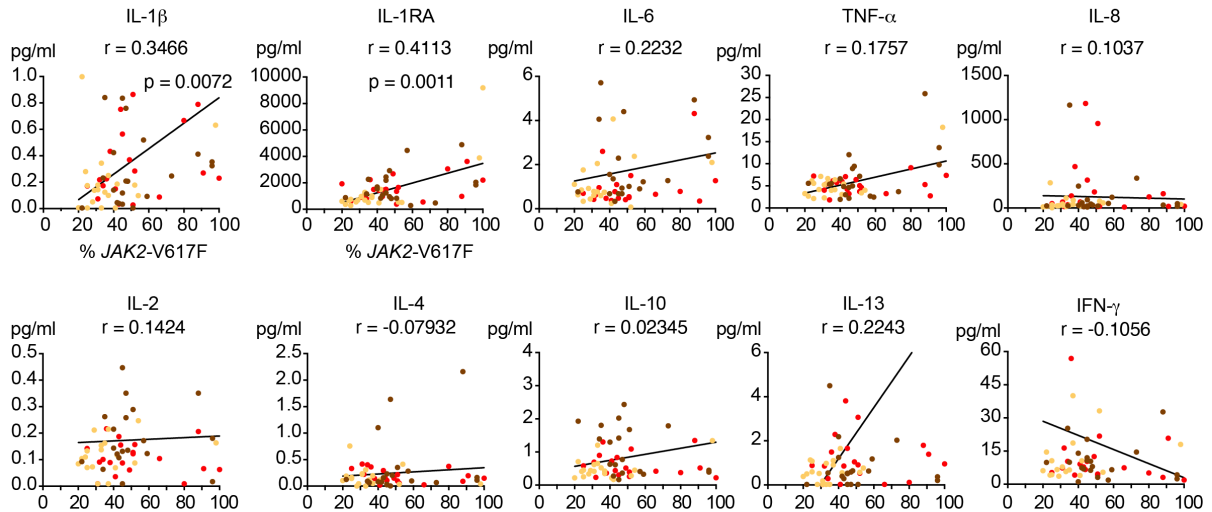 IL-1β
pg/ml
r = 0.3466
p = 0.0072
1.0
0.8
0.6
0.4
0.2
0.0
0 20 40 60 80 100
% JAK2-V617F
IL-1RA
pg/ml
r = 0.4113
p = 0.0011
10000
8000
6000
4000
2000
0
0 20 40 60 80 100
% JAK2-V617F
IL-6
pg/ml
r = 0.2232
6
4
2
0
0 20 40 60 80 100
TNF-α
pg/ml
r = 0.1757
30
25
20
15
10
5
0
0 20 40 60 80 100
IL-8
pg/ml
r = 0.1037
1500
1000
500
0
0 20 40 60 80 100
IL-2
pg/ml
r = 0.1424
0.5
0.4
0.3
0.2
0.1
0.0
0 20 40 60 80 100
IL-4
pg/ml
r = -0.07932
2.5
2.0
1.5
1.0
0.5
0.0
0 20 40 60 80 100
IL-10
pg/ml
r = 0.02345
4
3
2
1
0
0 20 40 60 80 100
IL-13
pg/ml
r = 0.2243
6
4
2
0
0 20 40 60 80 100
IFN-γ
pg/ml
r = -0.1056
60
45
30
15
0
0 20 40 60 80 100